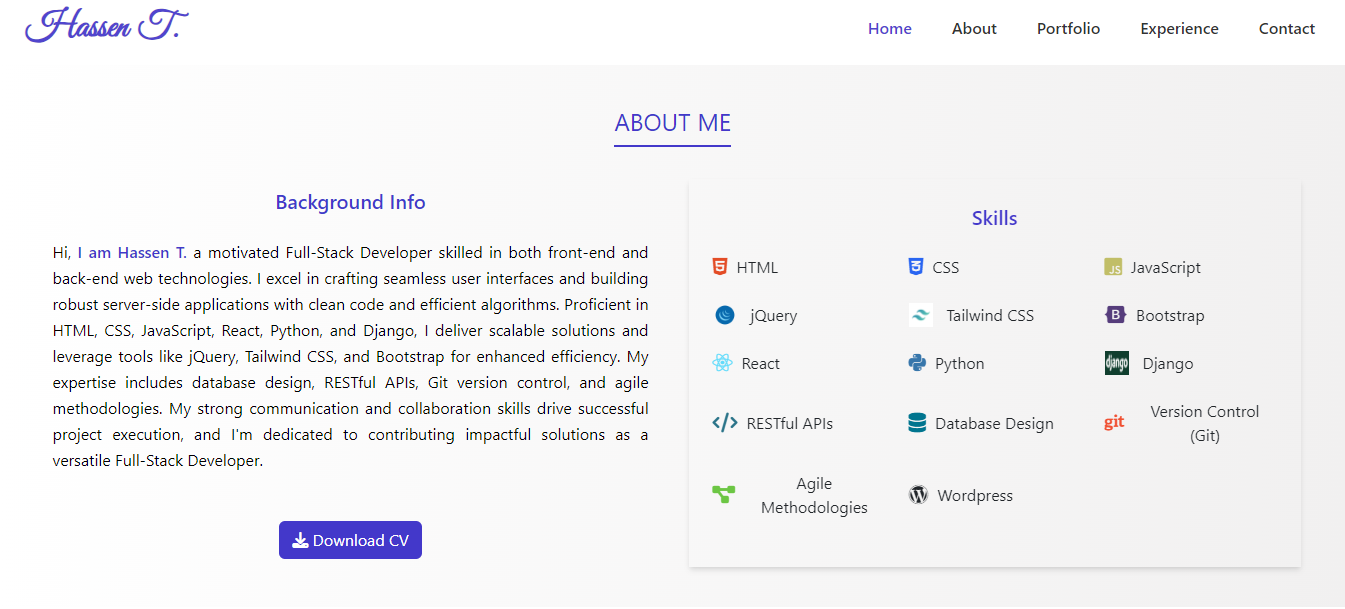 Hassen T.
Home About Portfolio Experience Contact
ABOUT ME
Background Info
Hi, I am Hassen T. a motivated Full-Stack Developer skilled in both front-end and
back-end web technologies. I excel in crafting seamless user interfaces and building
robust server-side applications with clean code and efficient algorithms. Proficient in
HTML, CSS, JavaScript, React, Python, and Django, I deliver scalable solutions and
leverage tools like jQuery, Tailwind CSS, and Bootstrap for enhanced efficiency. My
expertise includes database design, RESTful APIs, Git version control, and agile
methodologies. My strong communication and collaboration skills drive successful
project execution, and I'm dedicated to contributing impactful solutions as a
versatile Full-Stack Developer.
Download CV
Skills
5 HTML
3 CSS
JS JavaScript
jQuery
Tailwind CSS
B Bootstrap
React
Python
django Django
RESTful APIs
Database Design
git Version Control
(Git)
Agile
Methodologies
W Wordpress